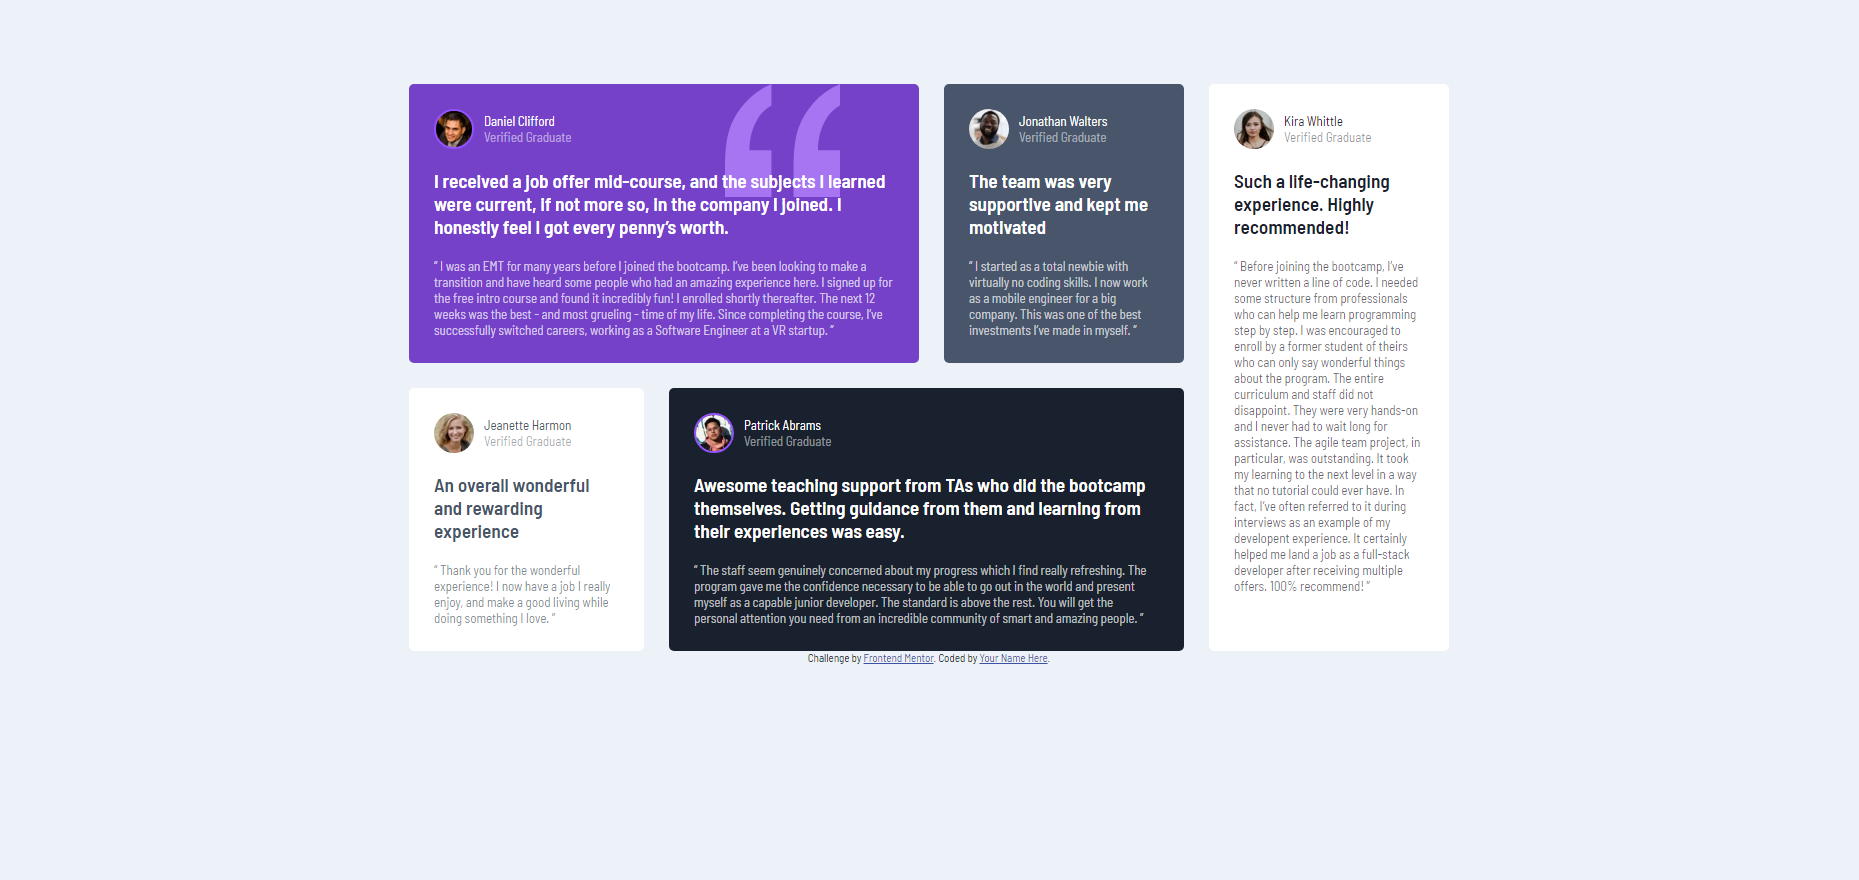 Daniel Clifford
Verified Graduate
I received a job offer mid-course, and the subjects I learned
were current, if not more so, in the company I joined. I
honestly feel I got every penny’s worth.
“ I was an EMT for many years before I joined the bootcamp. I’ve been looking to make a
transition and have heard some people who had an amazing experience here. I signed up for
the free intro course and found it incredibly fun! I enrolled shortly thereafter. The next 12
weeks was the best - and most grueling - time of my life. Since completing the course, I’ve
successfully switched careers, working as a Software Engineer at a VR startup. ”
Jonathan Walters
Verified Graduate
The team was very
supportive and kept me
motivated
“ I started as a total newbie with
virtually no coding skills. I now work
as a mobile engineer for a big
company. This was one of the best
investments I’ve made in myself. ”
Kira Whittle
Verified Graduate
Such a life-changing
experience. Highly
recommended!
“ Before joining the bootcamp, I’ve
never written a line of code. I needed
some structure from professionals
who can help me learn programming
step by step. I was encouraged to
enroll by a former student of theirs
who can only say wonderful things
about the program. The entire
curriculum and staff did not
disappoint. They were very hands-on
and I never had to wait long for
assistance. The agile team project, in
particular, was outstanding. It took
my learning to the next level in a way
that no tutorial could ever have. In
fact, I’ve often referred to it during
interviews as an example of my
developent experience. It certainly
helped me land a job as a full-stack
developer after receiving multiple
offers. 100% recommend! ”
Jeanette Harmon
Verified Graduate
An overall wonderful
and rewarding
experience
“ Thank you for the wonderful
experience! I now have a job I really
enjoy, and make a good living while
doing something I love. ”
Patrick Abrams
Verified Graduate
Awesome teaching support from TAs who did the bootcamp
themselves. Getting guidance from them and learning from
their experiences was easy.
“ The staff seem genuinely concerned about my progress which I find really refreshing. The
program gave me the confidence necessary to be able to go out in the world and present
myself as a capable junior developer. The standard is above the rest. You will get the
personal attention you need from an incredible community of smart and amazing people. ”
Challenge by Frontend Mentor. Coded by Your Name Here.